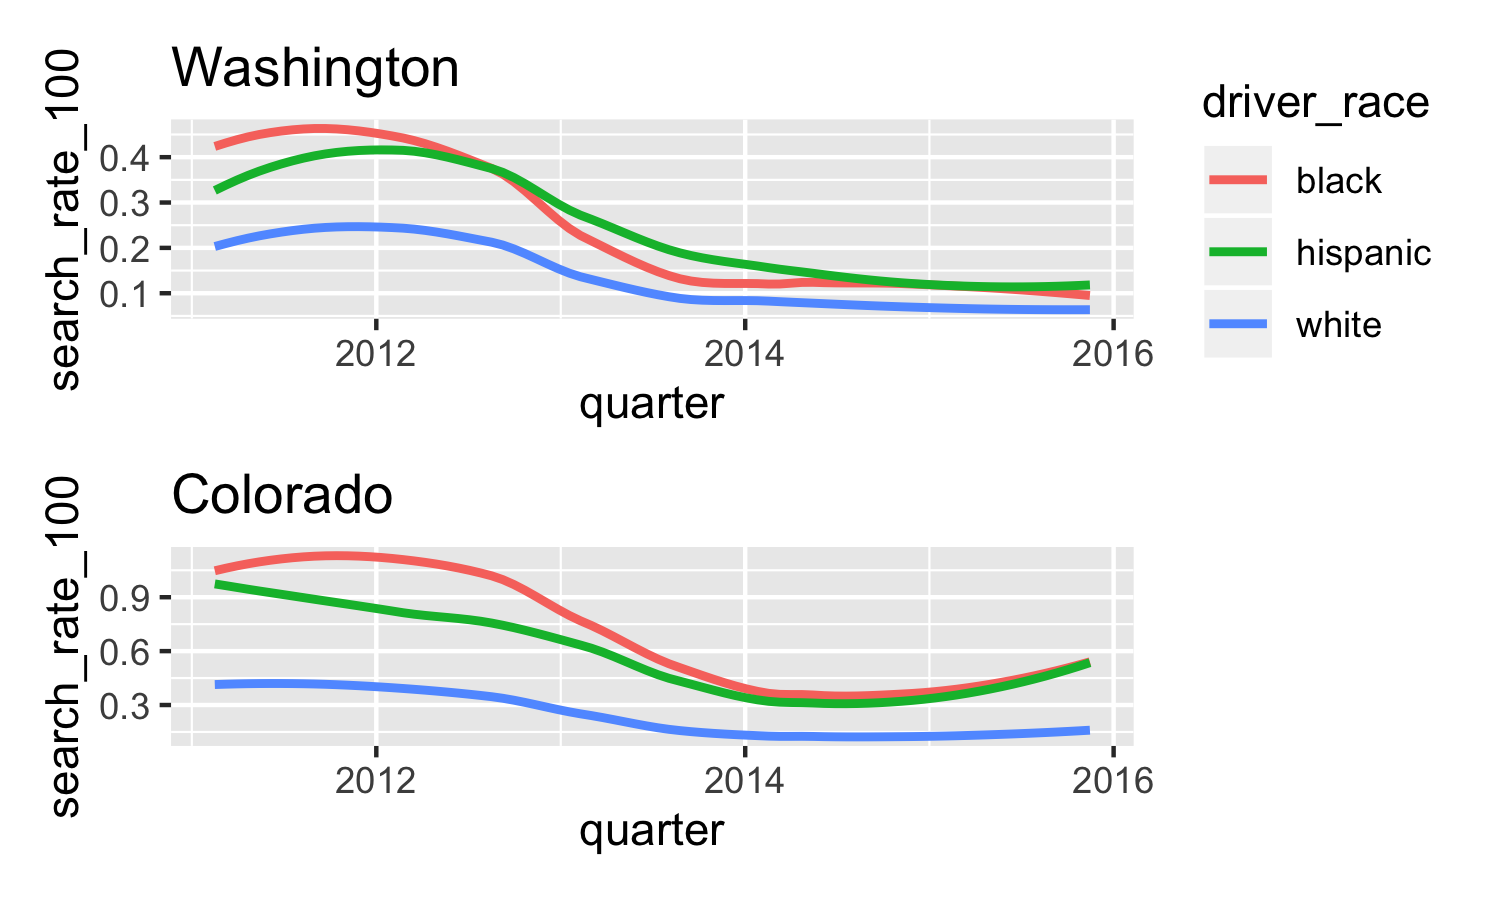 Washington
search_rate_100
0.4
0.3
0.2
0.1
2012 2014 2016
quarter
driver_race
black
hispanic
white
Colorado
search_rate_100
0.9
0.6
0.3
2012 2014 2016
quarter